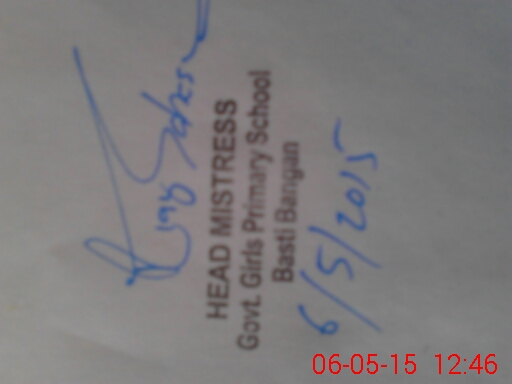 HEAD MISTRESS
Govt. Girls Primary School
Basti Bangan
6/5/2015
06-05-15 12:46